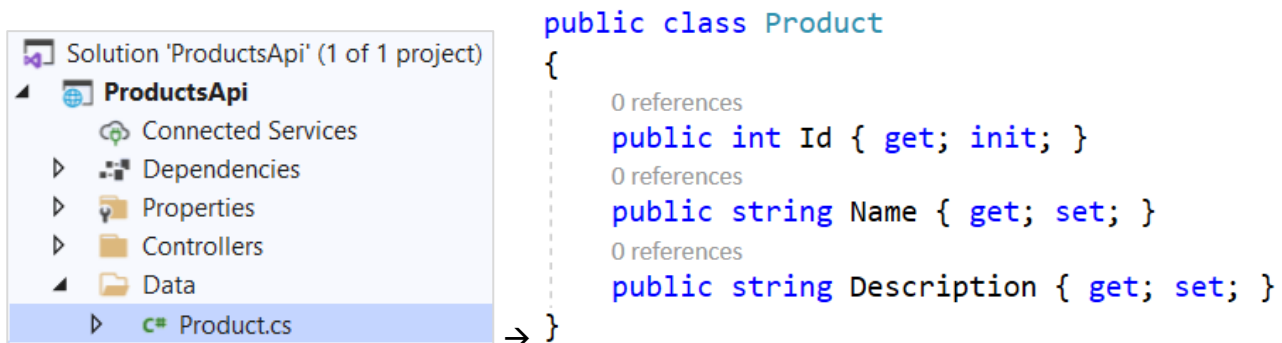 Solution 'ProductsApi' (1 of 1 project)
ProductsApi
Connected Services
Dependencies
Properties
Controllers
Data
C# Product.cs
→
public class Product
{
0 references
public int Id { get; init; }
0 references
public string Name { get; set; }
0 references
public string Description { get; set; }
}